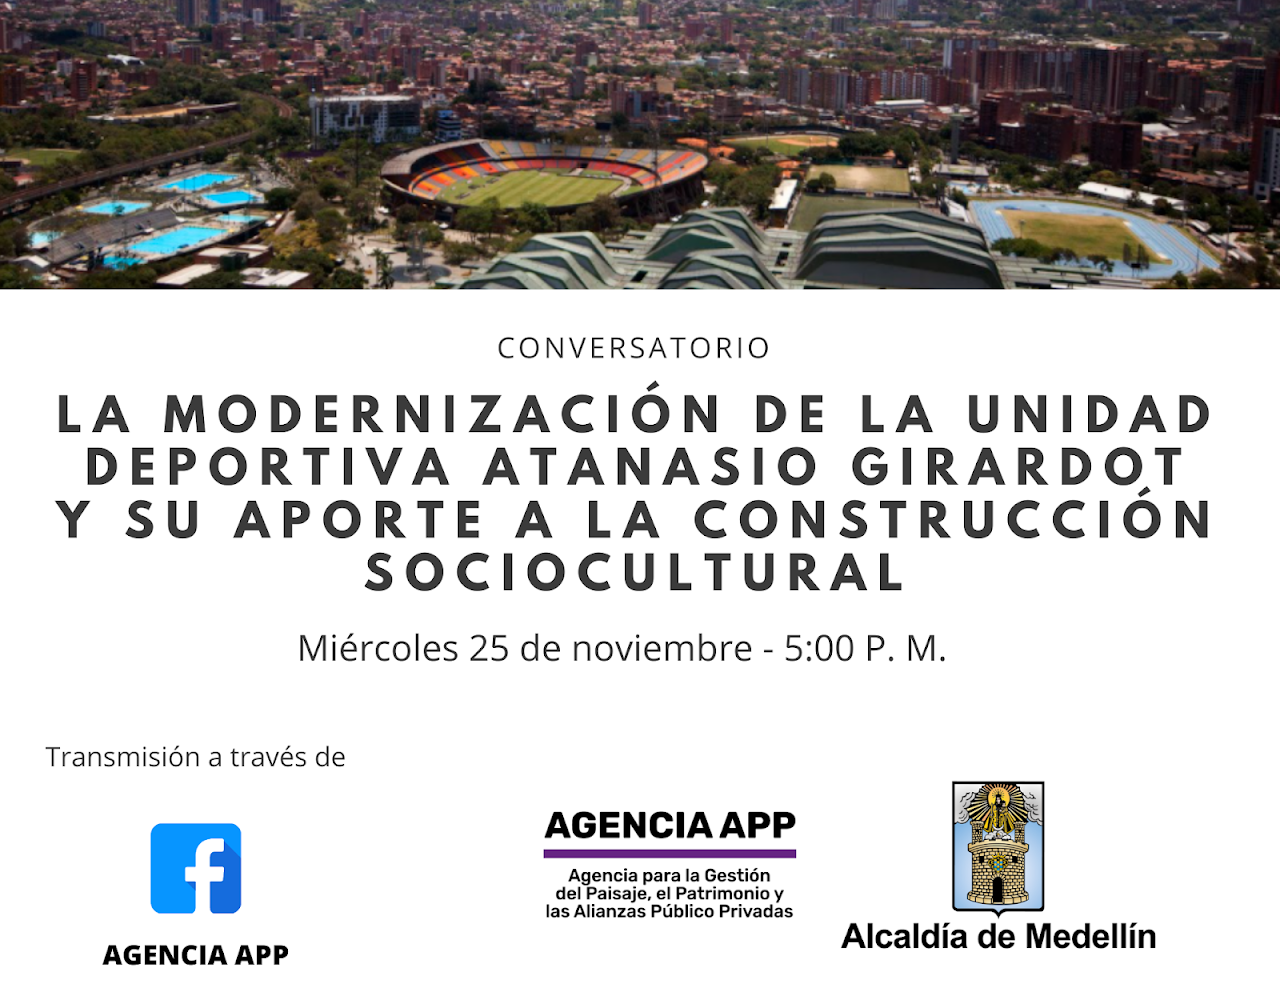 CONVERSATORIO
LA MODERNIZACIÓN DE LA UNIDAD
DEPORTIVA ATANASIO GIRARDOT
Y SU APORTE A LA CONSTRUCCIÓN
SOCIOCULTURAL
Miércoles 25 de noviembre - 5:00 P. M.
Transmisión a través de
AGENCIA APP
AGENCIA APP
Agencia para la Gestión
del Paisaje, el Patrimonio y
las Alianzas Público Privadas
Alcaldía de Medellín